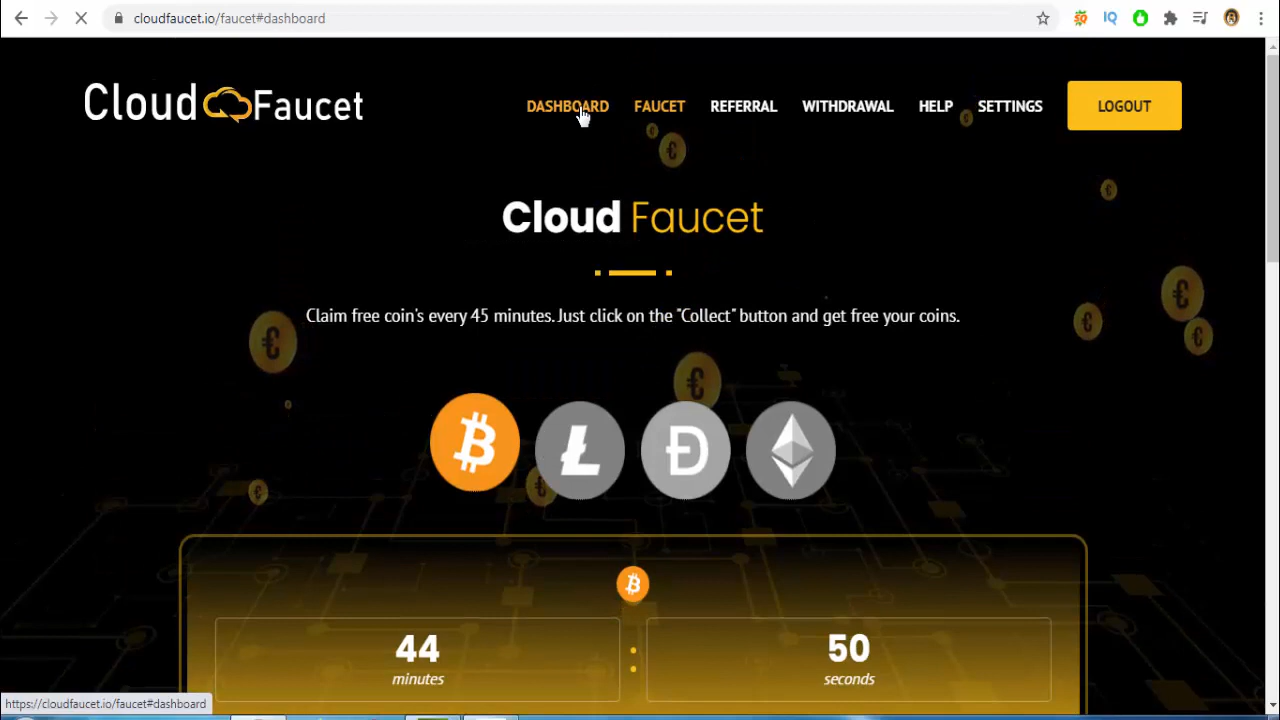 cloudfaucet.io/faucet#dashboard
Cloud Faucet
DASHBOARD FAUCET REFERRAL WITHDRAWAL HELP SETTINGS LOGOUT
Cloud Faucet
Claim free coin's every 45 minutes. Just click on the "Collect" button and get free your coins.
44 : 50
minutes seconds
https://cloudfaucet.io/faucet#dashboard